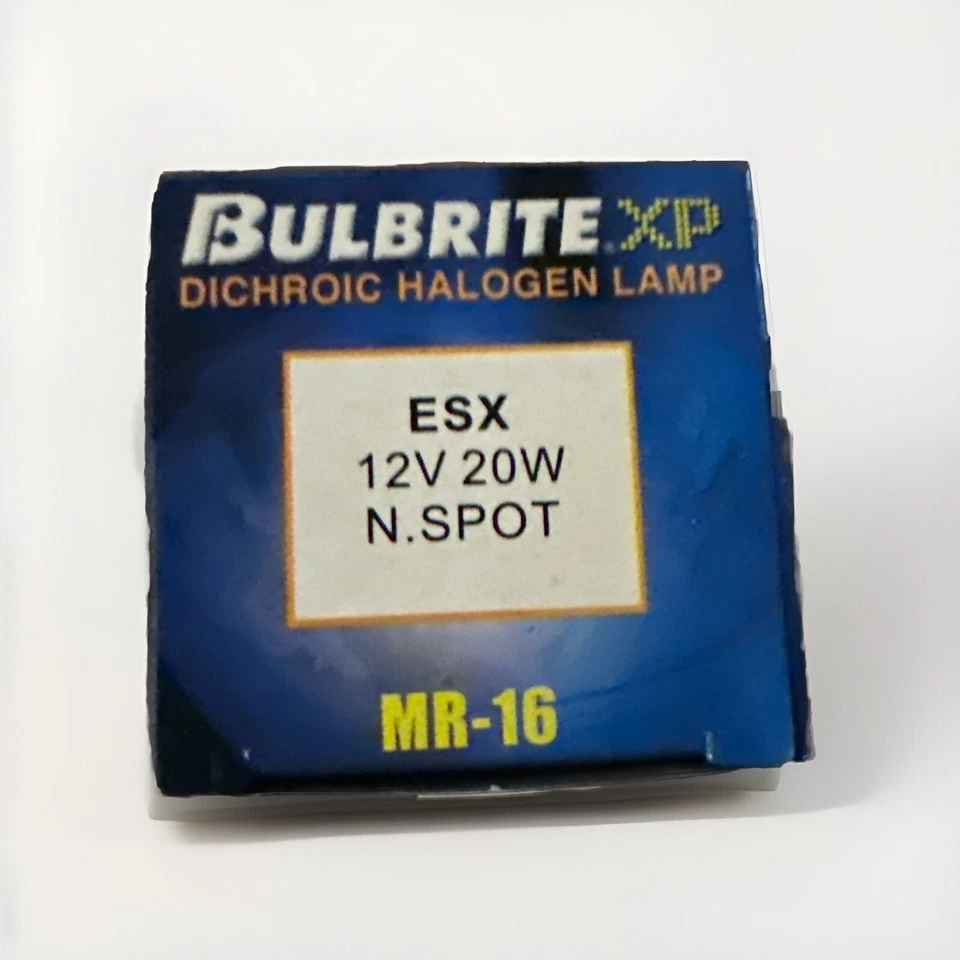 BULBRITE® XP
DICHROIC HALOGEN LAMP
ESX
12V 20W
N.SPOT
MR-16